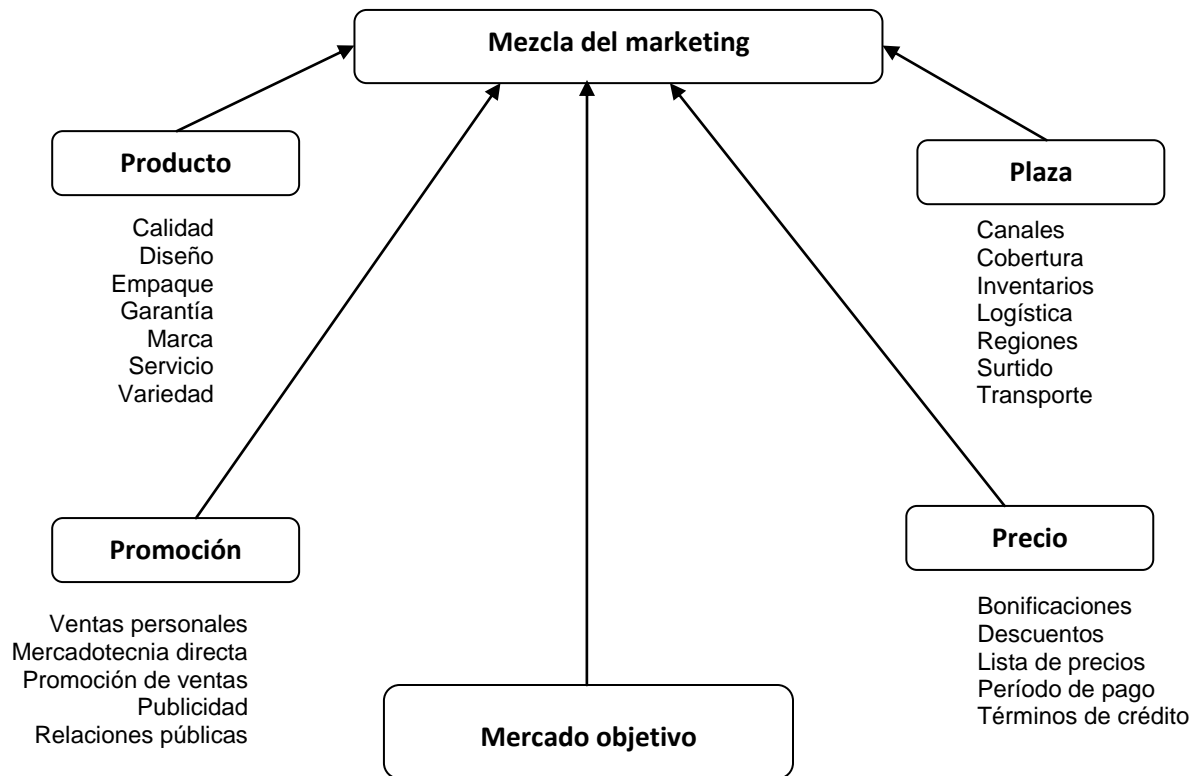 Mezcla del marketing
Producto
Calidad
Diseño
Empaque
Garantía
Marca
Servicio
Variedad
Plaza
Canales
Cobertura
Inventarios
Logística
Regiones
Surtido
Transporte
Promoción
Ventas personales
Mercadotecnia directa
Promoción de ventas
Publicidad
Relaciones públicas
Precio
Bonificaciones
Descuentos
Lista de precios
Período de pago
Términos de crédito
Mercado objetivo